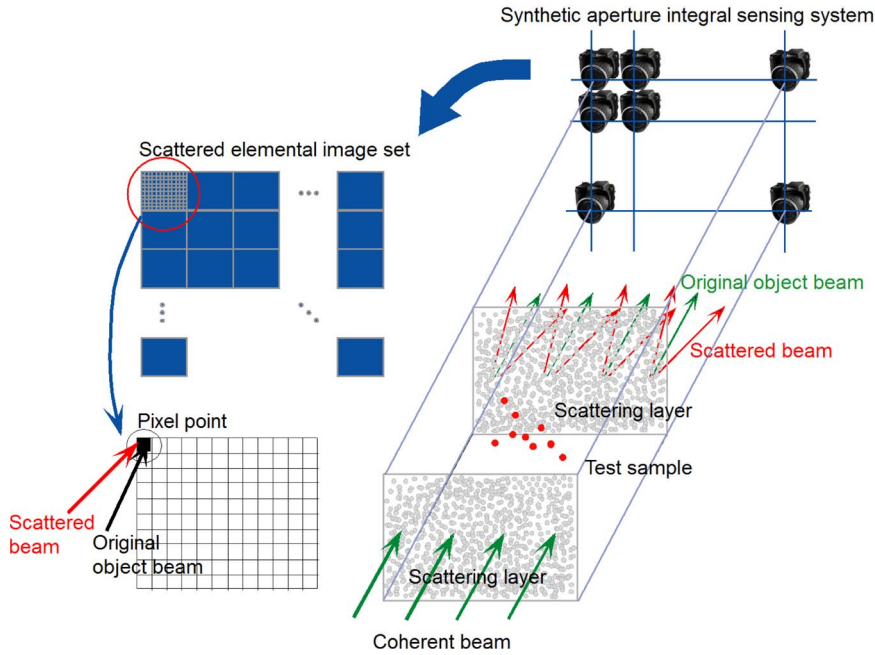 Synthetic aperture integral sensing system
Scattered elemental image set
Original object beam
Scattered beam
Scattering layer
Pixel point
Test sample
Scattered
beam
Original
object beam
Scattering layer
Coherent beam